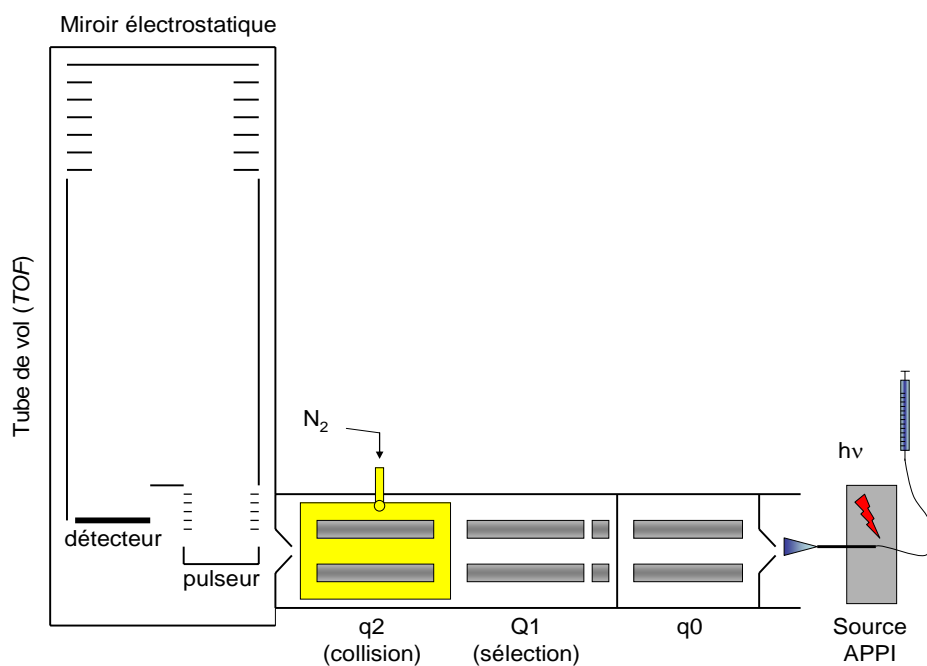 Miroir électrostatique
Tube de vol (TOF)
N₂
hν
détecteur
pulseur
q2
(collision)
Q1
(sélection)
q0
Source
APPI